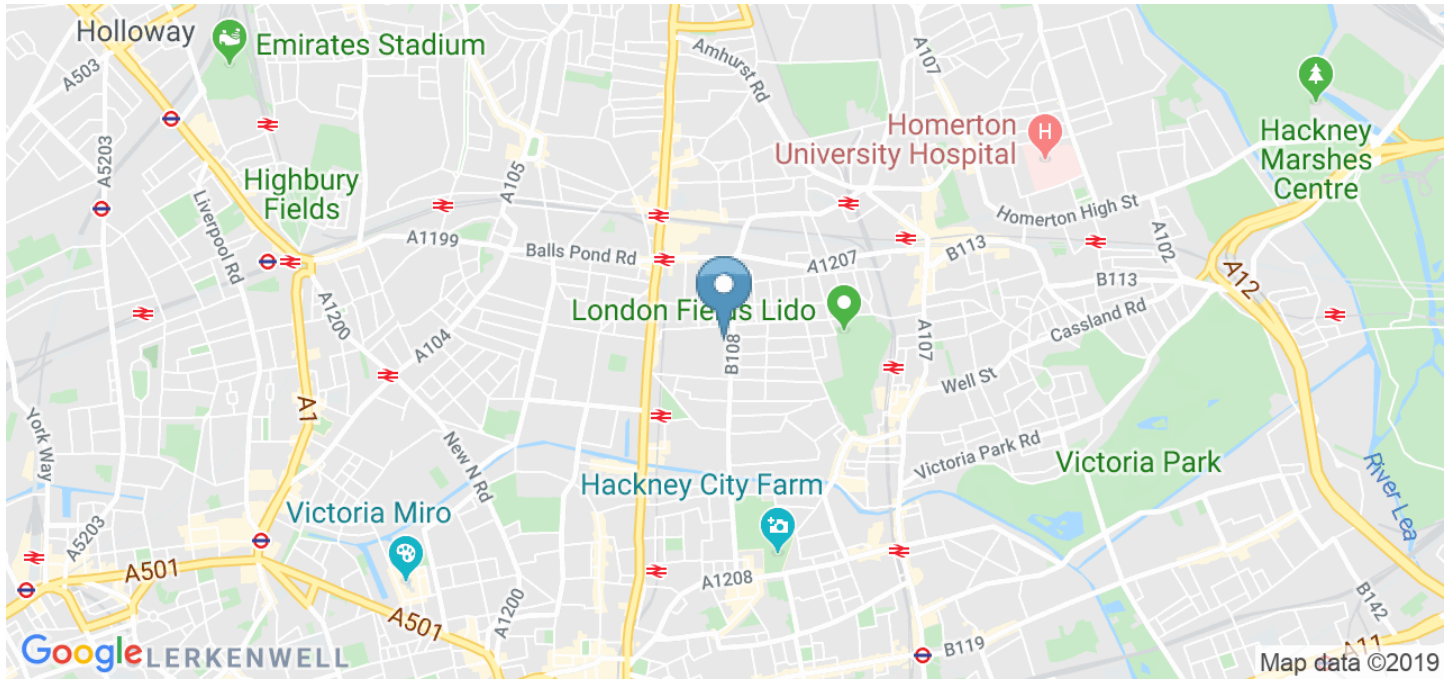 Holloway
Emirates Stadium
A503
A107
Amhurst Rd
Homerton
University Hospital
H
Hackney
Marshes
Centre
A5203
Highbury
Fields
A105
Liverpool Rd
A1199
Balls Pond Rd
A1207
Homerton High St
B113
A102
B113
A12
A1200
A104
London Fields Lido
B108
A107
Cassland Rd
Well St
A1
York Way
New N Rd
Victoria Park Rd
Victoria Park
River Lea
Hackney City Farm
Victoria Miro
A5203
A501
A1208
A1200
A501
B119
B142
A11
Google
LERKENWELL
Map data ©2019